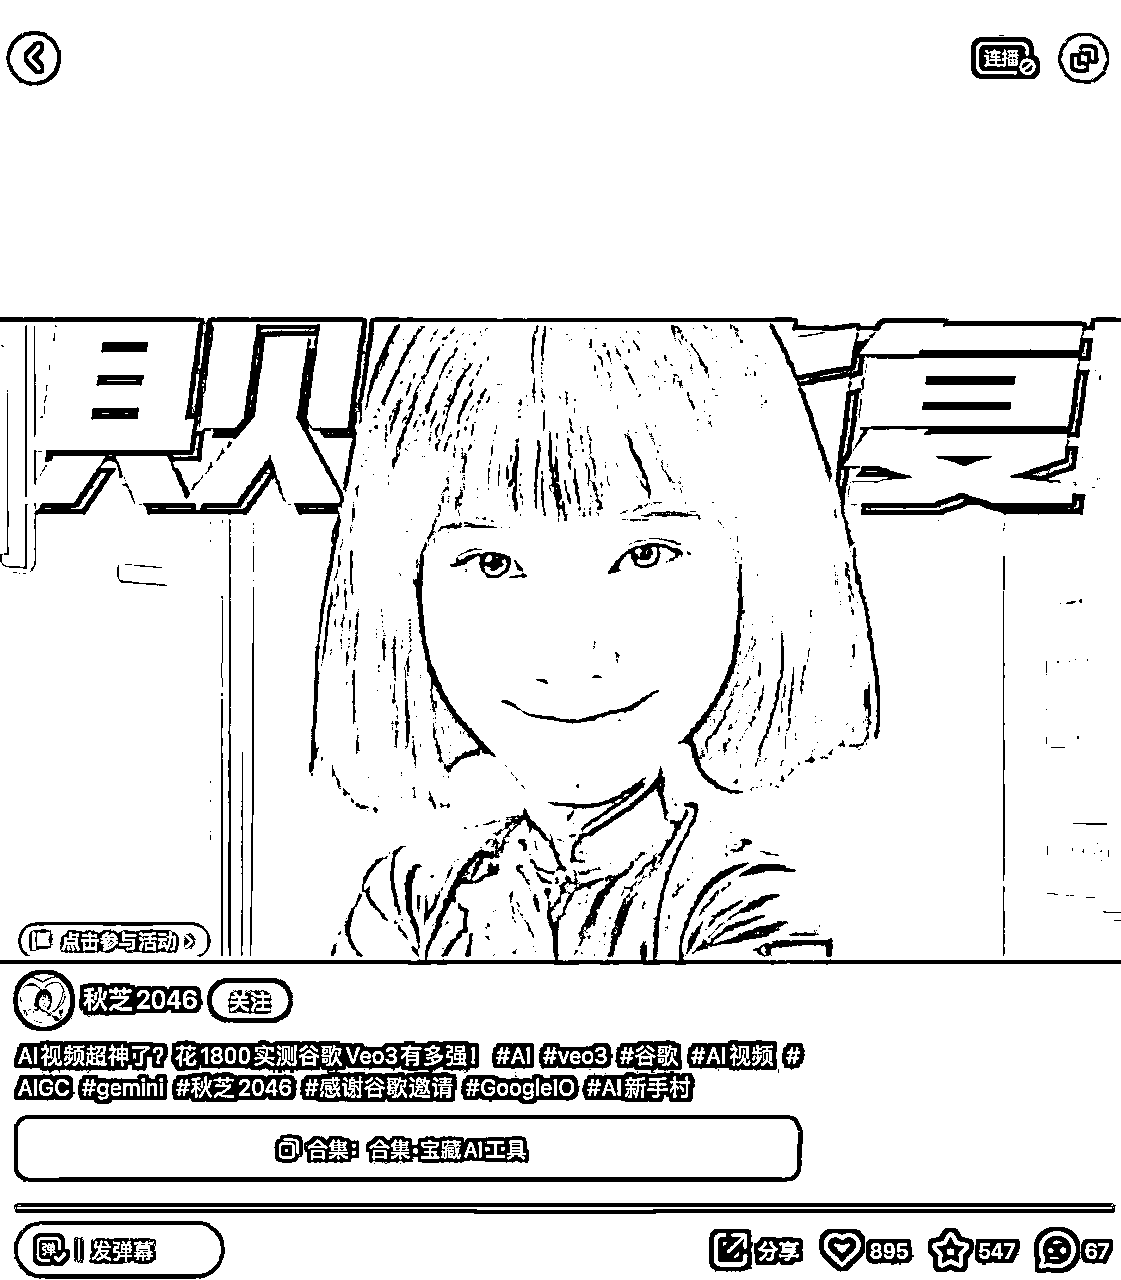 连播
点击参与活动
秋芝2046 关注
AI视频超神了？花1800实测谷歌Veo3有多强！ #AI #veo3 #谷歌 #AI视频 #
AIGC #gemini #秋芝2046 #感谢谷歌邀请 #GoogleIO #AI新手村
合集：合集·宝藏AI工具
弹 发弹幕 分享 895 547 67